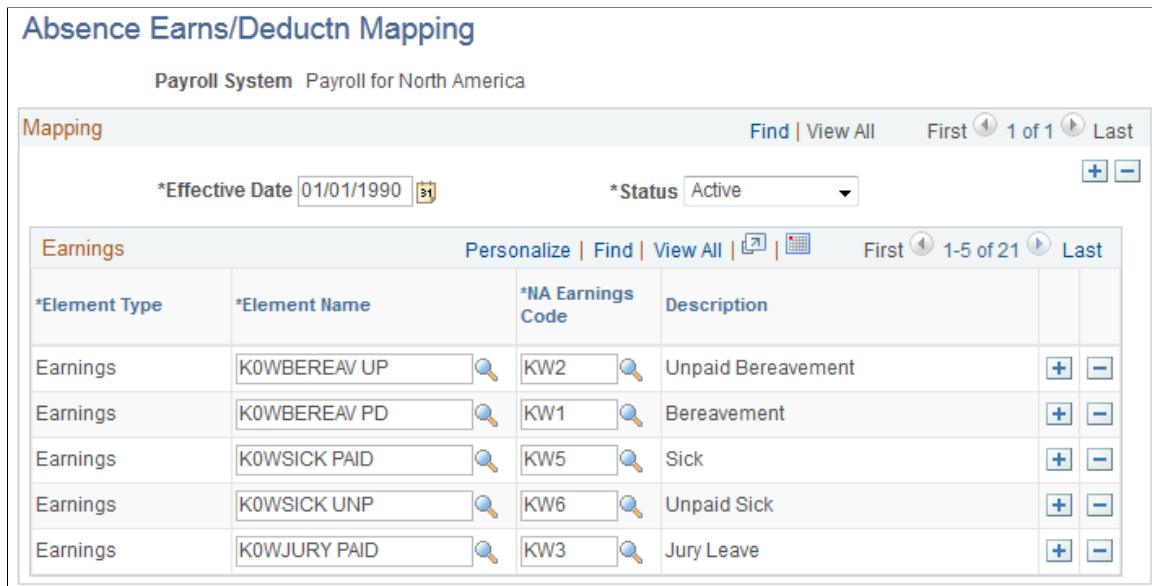 Absence Earns/Deductn Mapping
Payroll System Payroll for North America
Mapping Find | View All First 1 of 1 Last
*Effective Date 01/01/1990 31 *Status Active
Earnings Personalize | Find | View All | | First 1-5 of 21 Last
*Element Type *Element Name *NA Earnings Code Description
Earnings K0WBEREAV UP KW2 Unpaid Bereavement
Earnings K0WBEREAV PD KW1 Bereavement
Earnings K0WSICK PAID KW5 Sick
Earnings K0WSICK UNP KW6 Unpaid Sick
Earnings K0WJURY PAID KW3 Jury Leave